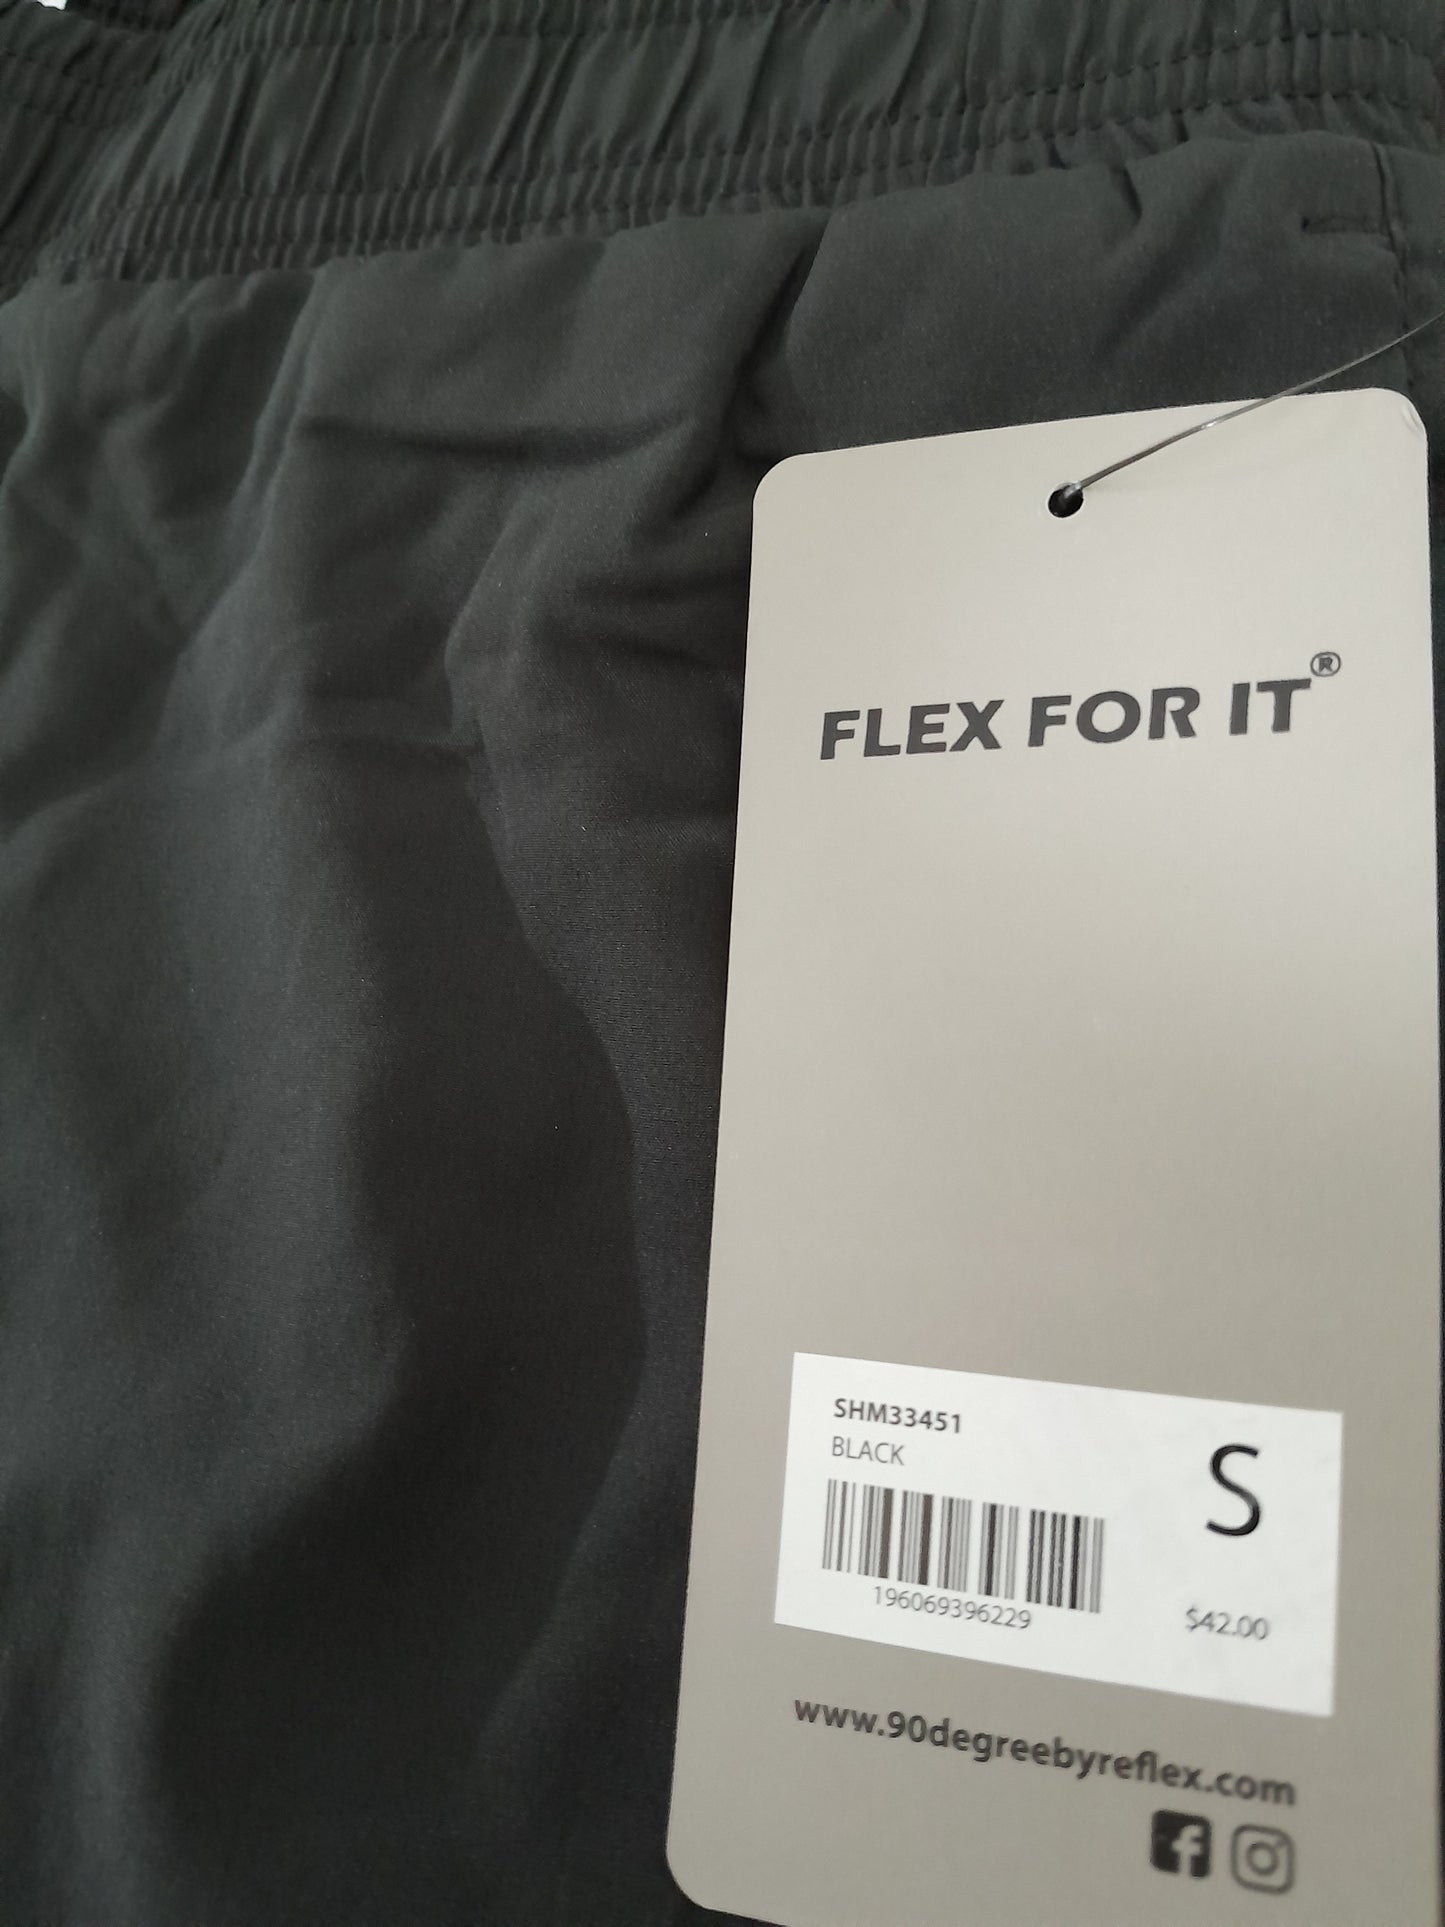 FLEX FOR IT®
SHM33451
BLACK
S
196069396229
$42.00
www.90degreebyreflex.com